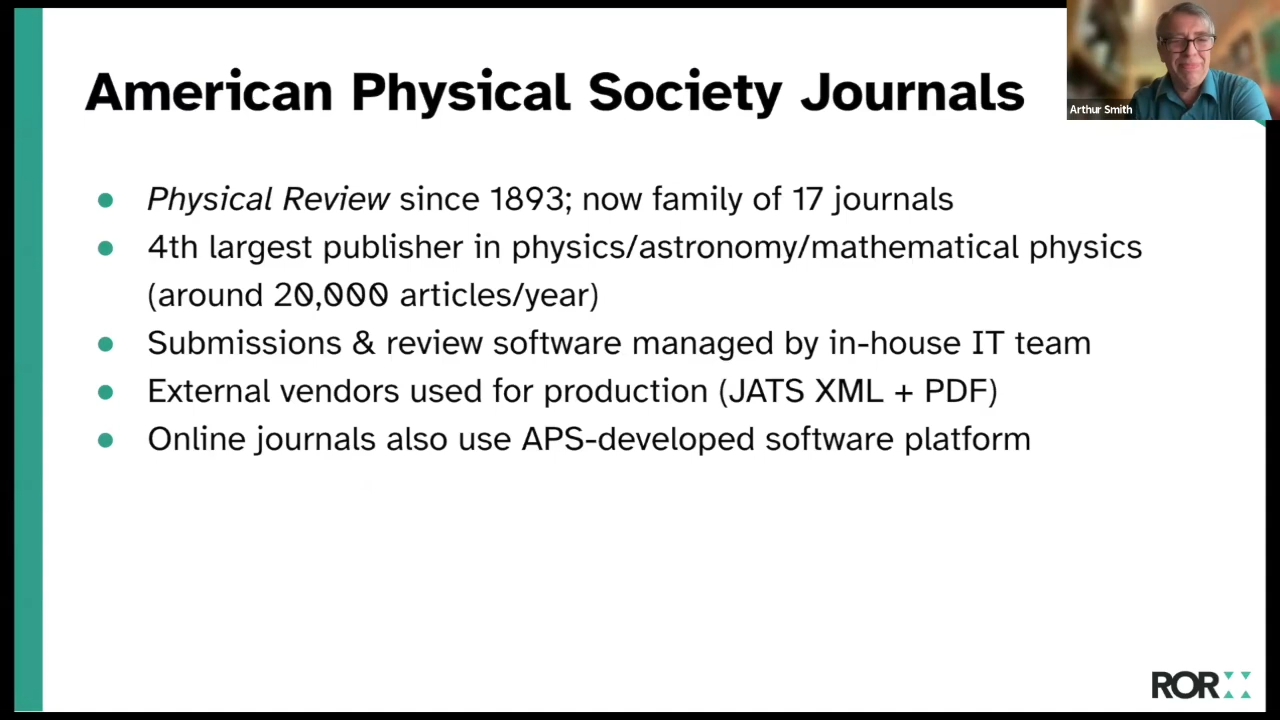 American Physical Society Journals
Arthur Smith
● Physical Review since 1893; now family of 17 journals
● 4th largest publisher in physics/astronomy/mathematical physics
(around 20,000 articles/year)
● Submissions & review software managed by in-house IT team
● External vendors used for production (JATS XML + PDF)
● Online journals also use APS-developed software platform
ROR